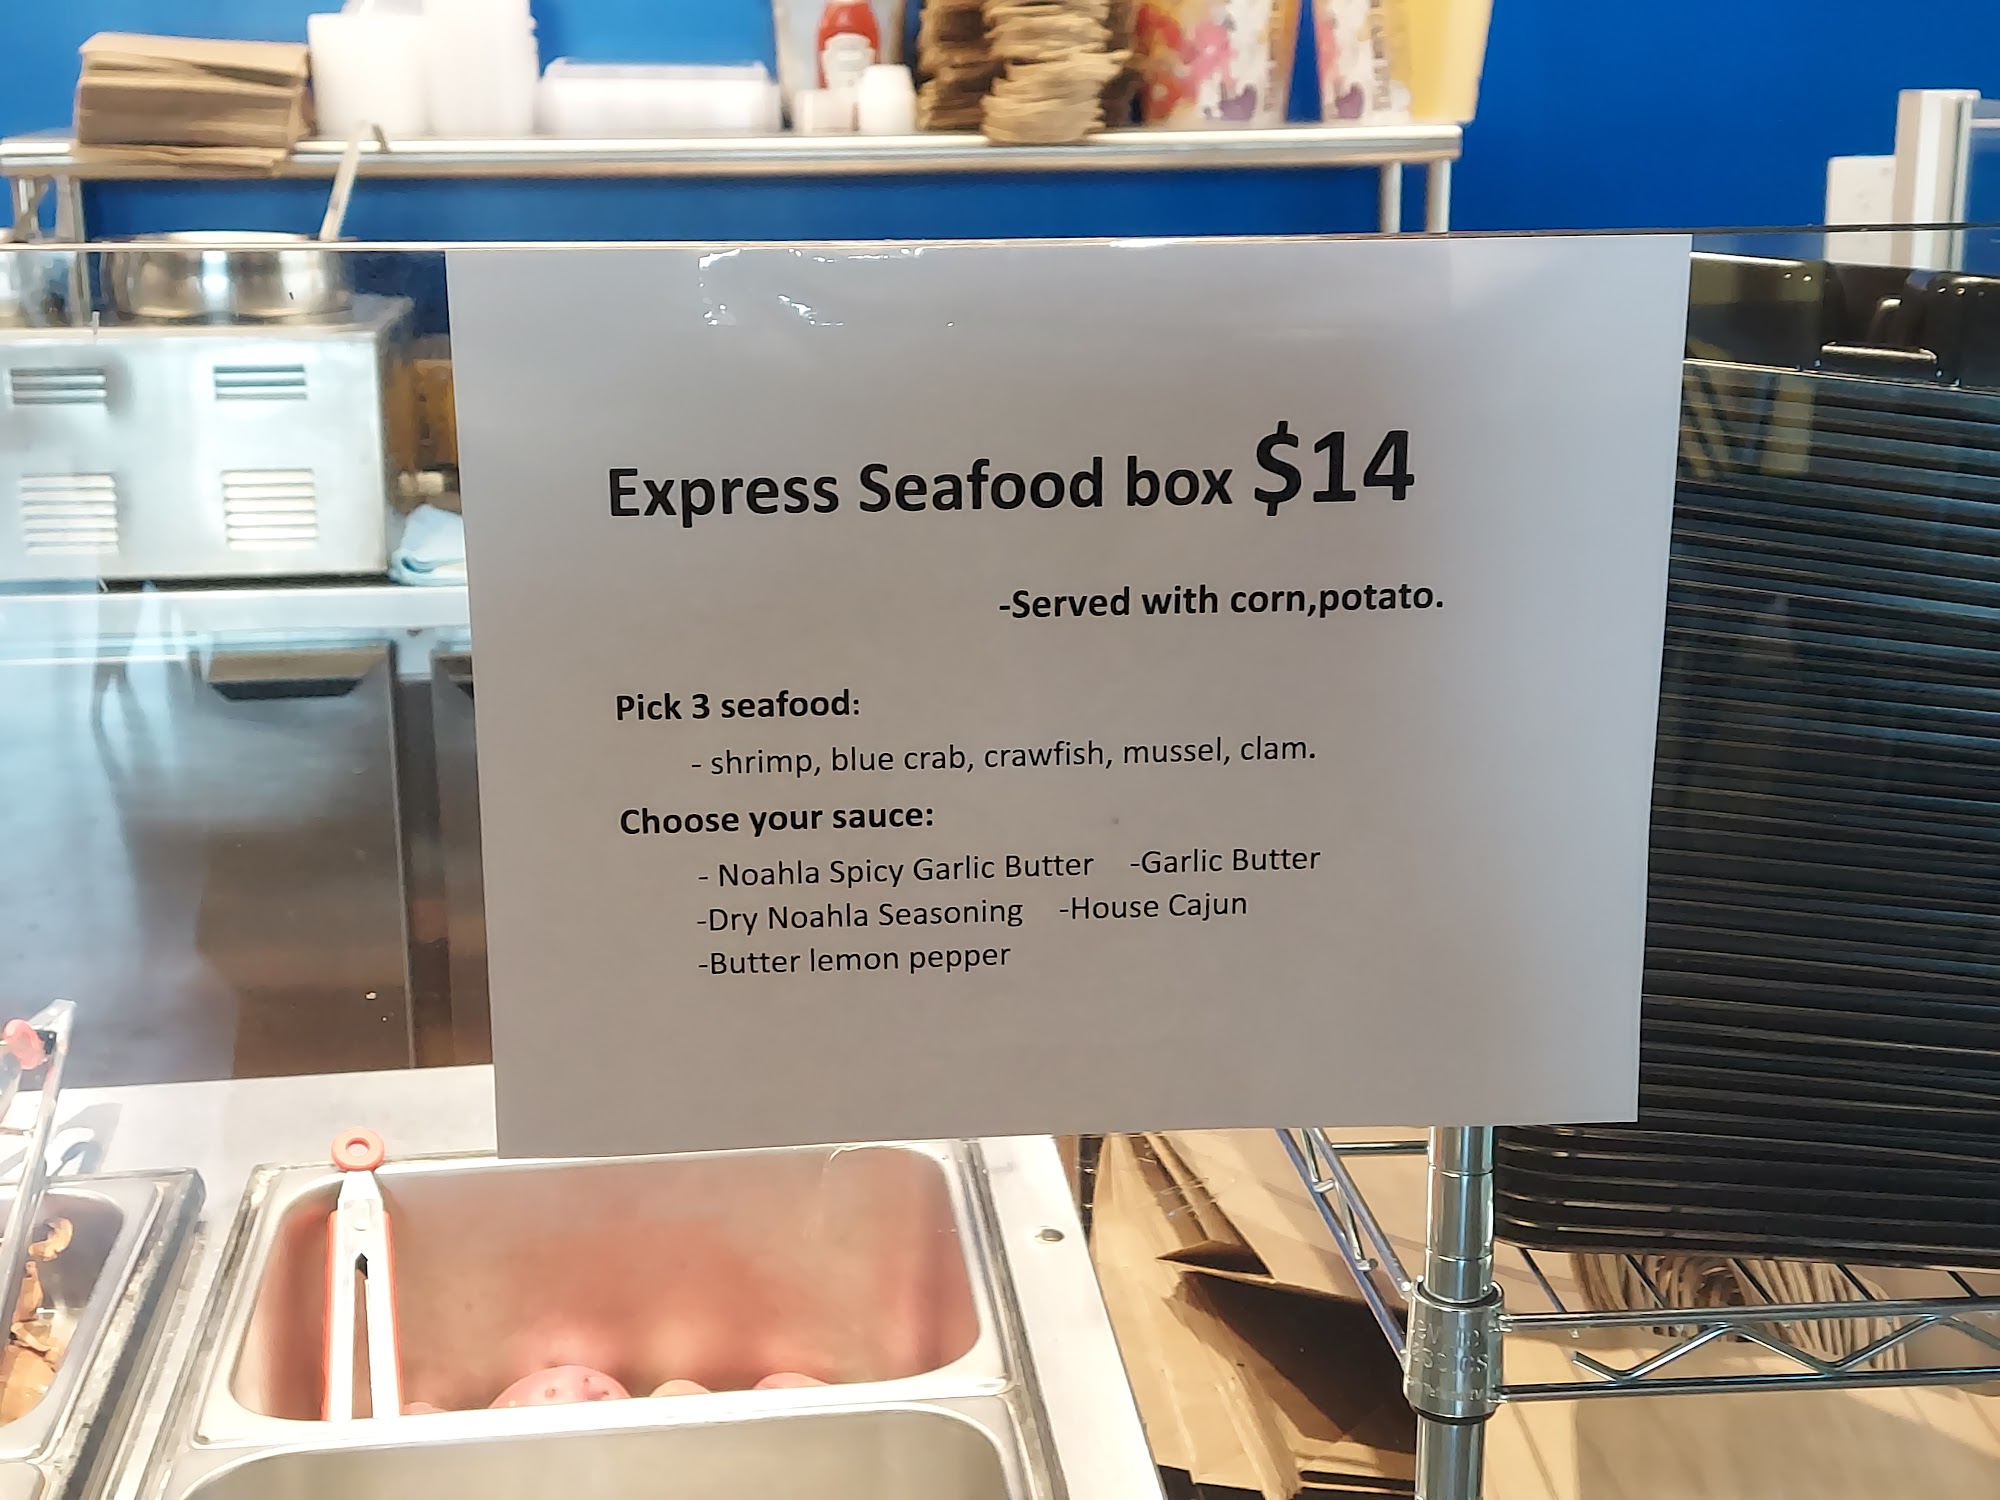 Express Seafood box $14
-Served with corn,potato.
Pick 3 seafood:
- shrimp, blue crab, crawfish, mussel, clam.
Choose your sauce:
- Noahla Spicy Garlic Butter -Garlic Butter
-Dry Noahla Seasoning -House Cajun
-Butter lemon pepper